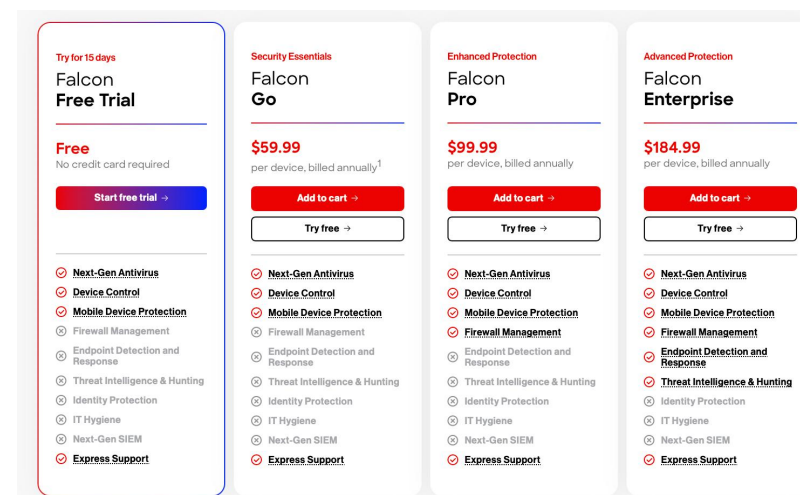 Try for 15 days
Falcon
Free Trial
Free
No credit card required
Start free trial →
Next-Gen Antivirus
Device Control
Mobile Device Protection
Firewall Management
Endpoint Detection and
Response
Threat Intelligence & Hunting
Identity Protection
IT Hygiene
Next-Gen SIEM
Express Support
Security Essentials
Falcon
Go
$59.99
per device, billed annually¹
Add to cart →
Try free →
Next-Gen Antivirus
Device Control
Mobile Device Protection
Firewall Management
Endpoint Detection and
Response
Threat Intelligence & Hunting
Identity Protection
IT Hygiene
Next-Gen SIEM
Express Support
Enhanced Protection
Falcon
Pro
$99.99
per device, billed annually
Add to cart →
Try free →
Next-Gen Antivirus
Device Control
Mobile Device Protection
Firewall Management
Endpoint Detection and
Response
Threat Intelligence & Hunting
Identity Protection
IT Hygiene
Next-Gen SIEM
Express Support
Advanced Protection
Falcon
Enterprise
$184.99
per device, billed annually
Add to cart →
Try free →
Next-Gen Antivirus
Device Control
Mobile Device Protection
Firewall Management
Endpoint Detection and
Response
Threat Intelligence & Hunting
Identity Protection
IT Hygiene
Next-Gen SIEM
Express Support